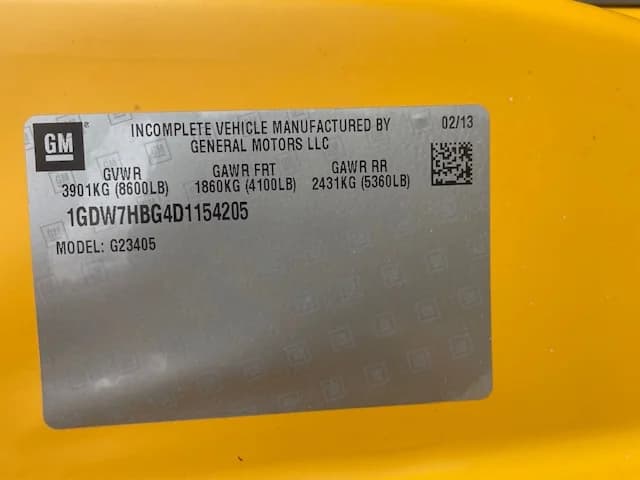 GM
INCOMPLETE VEHICLE MANUFACTURED BY
GENERAL MOTORS LLC
02/13
GVWR
3901KG (8600LB)
GAWR FRT
1860KG (4100LB)
GAWR RR
2431KG (5360LB)
1GDW7HBG4D1154205
MODEL: G23405